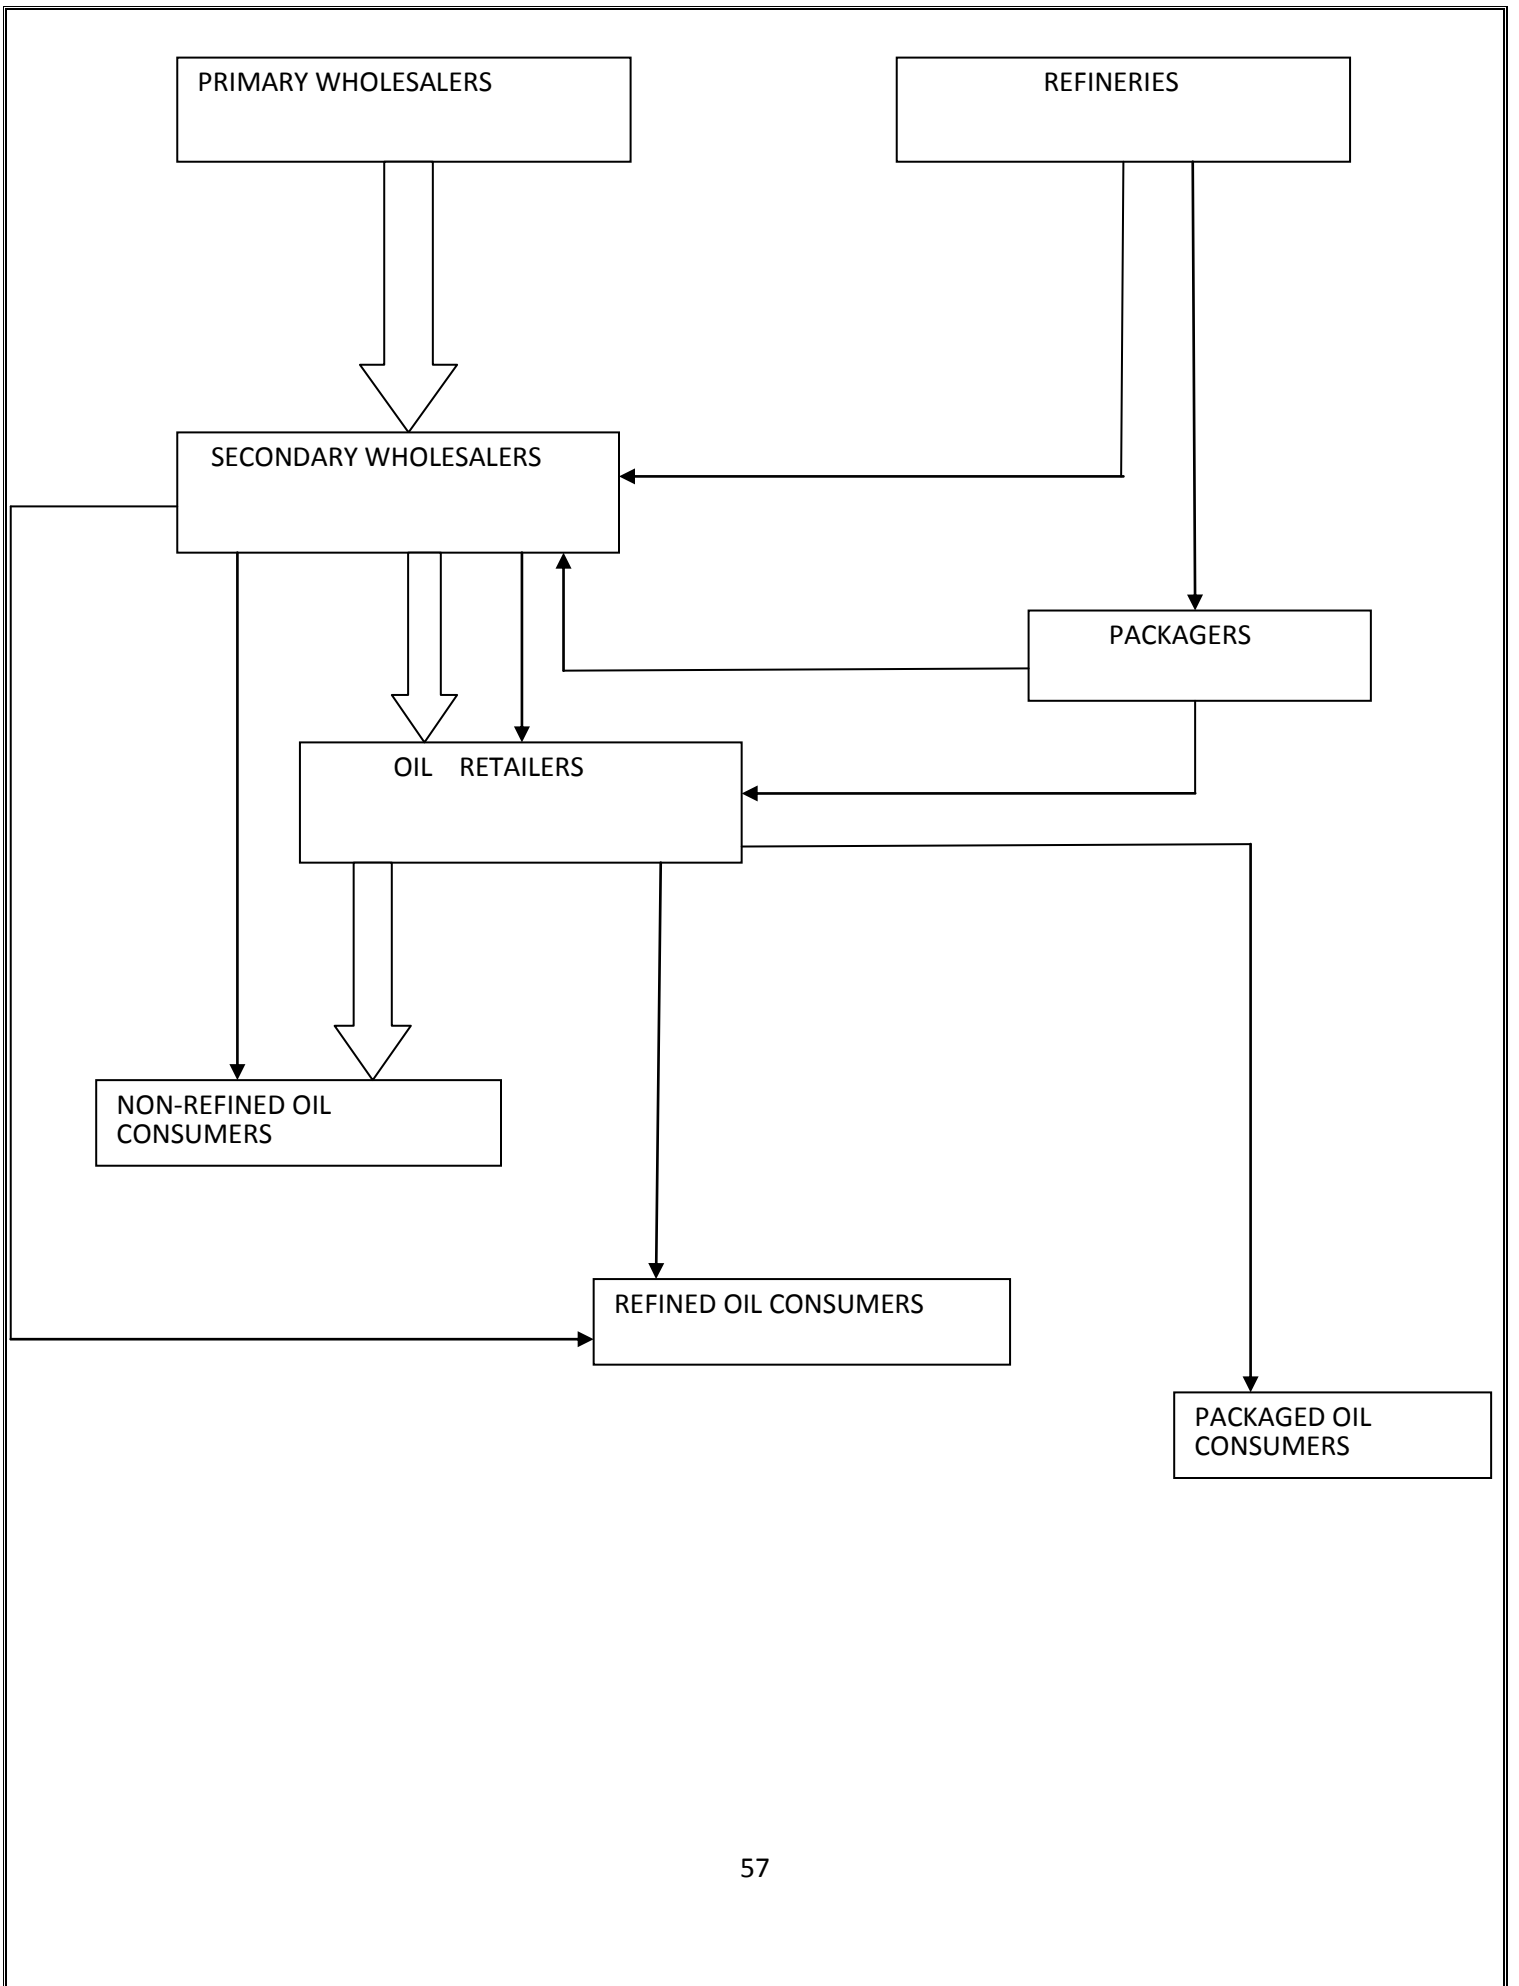 PRIMARY WHOLESALERS
REFINERIES
SECONDARY WHOLESALERS
PACKAGERS
OIL RETAILERS
NON-REFINED OIL
CONSUMERS
REFINED OIL CONSUMERS
PACKAGED OIL
CONSUMERS
57